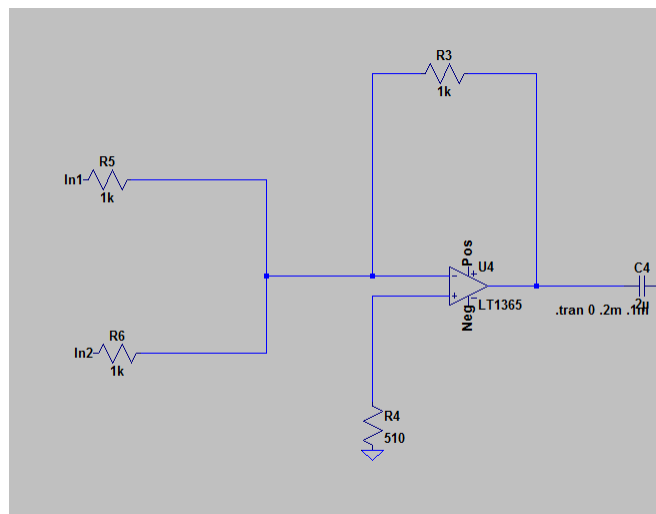 R3
1k
R5
In1
1k
Pos
U4
C4
LT1365
Neg
.tran 0 .2m .1m
R6
In2
1k
R4
510